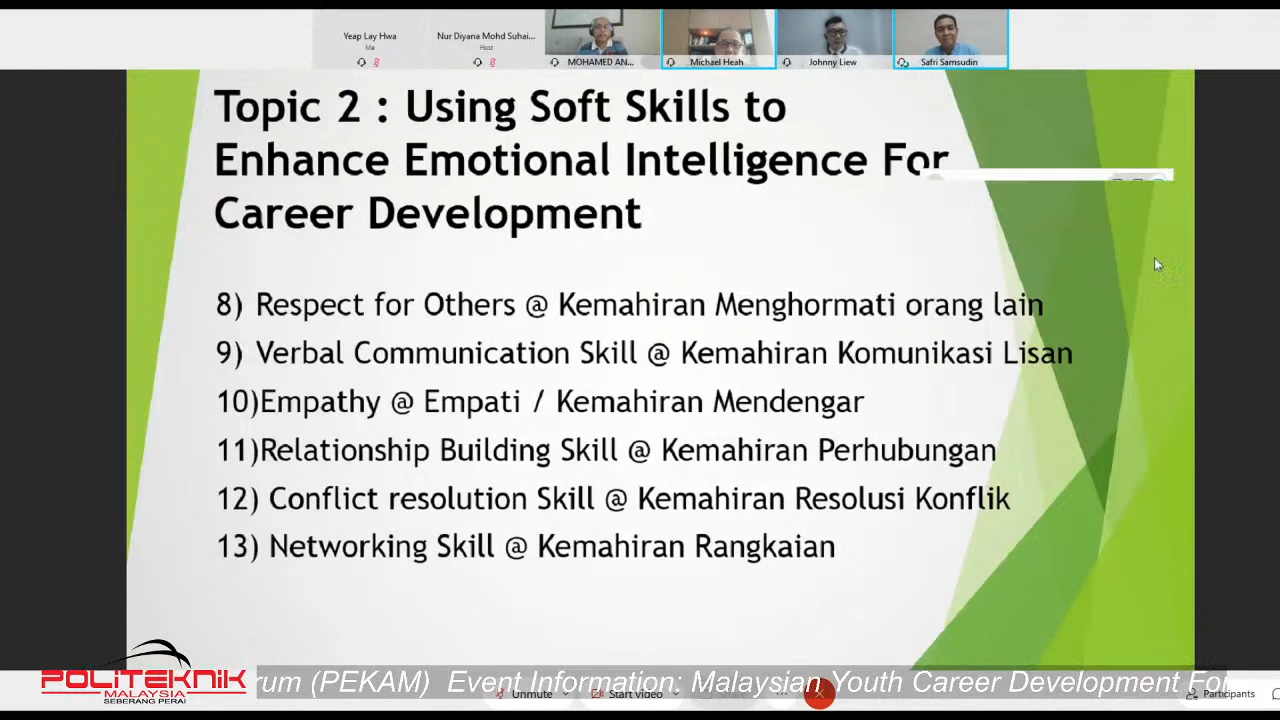 Yeap Lay Hwa
Me
Nur Diyana Mohd Suhai...
Host
MOHAMED AN...
Michael Heah
Johnny Liew
Safri Samsudin
Topic 2 : Using Soft Skills to
Enhance Emotional Intelligence For
Career Development
8) Respect for Others @ Kemahiran Menghormati orang lain
9) Verbal Communication Skill @ Kemahiran Komunikasi Lisan
10)Empathy @ Empati / Kemahiran Mendengar
11)Relationship Building Skill @ Kemahiran Perhubungan
12) Conflict resolution Skill @ Kemahiran Resolusi Konflik
13) Networking Skill @ Kemahiran Rangkaian
POLITEKNIK
MALAYSIA
SEBERANG PERAI
rum (PEKAM) Event Information: Malaysian Youth Career Development For
Unmute
Start video
Participants